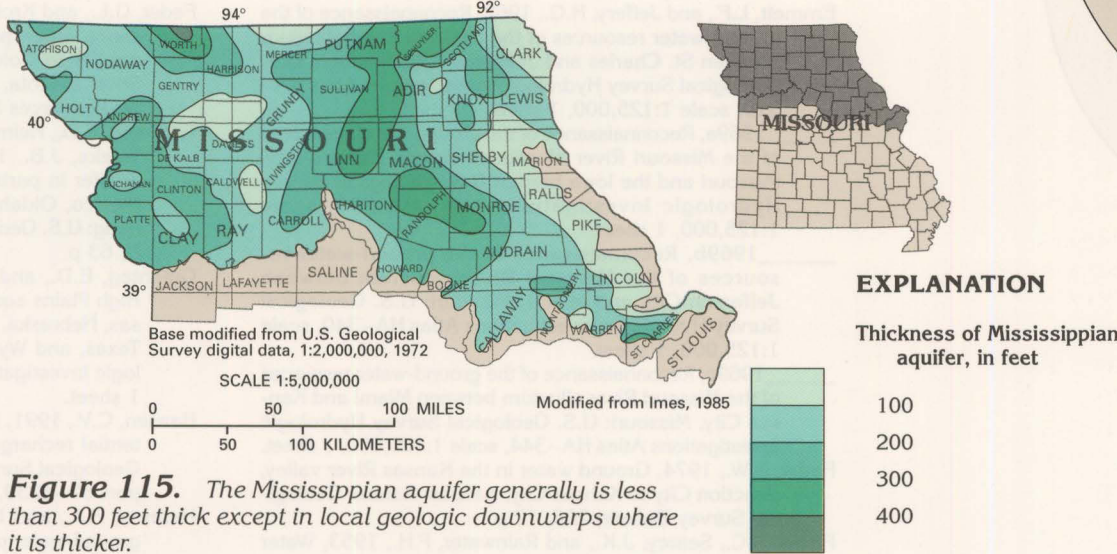 94°
92°
ATCHISON
NODAWAY
WORTH
HARRISON
MERCER
PUTNAM
SCHUYLER
SCOTLAND
CLARK
GENTRY
GRUNDY
SULLIVAN
ADIR
KNOX
LEWIS
HOLT
ANDREW
40°
MISSOURI
DE KALB
DAVIESS
LIVINGSTON
LINN
MACON
SHELBY
MARION
BUCHANAN
CLINTON
CALDWELL
CHARITON
RANDOLPH
MONROE
RALLS
PLATTE
CLAY
RAY
CARROLL
PIKE
AUDRAIN
SALINE
HOWARD
BOONE
39°
JACKSON
LAFAYETTE
CALLAWAY
MONTGOMERY
LINCOLN
WARREN
ST CHARLES
ST LOUIS
MISSOURI
Base modified from U.S. Geological
Survey digital data, 1:2,000,000, 1972
SCALE 1:5,000,000
0 50 100 MILES
0 50 100 KILOMETERS
Modified from Imes, 1985
EXPLANATION
Thickness of Mississippian
aquifer, in feet
100
200
300
400
Figure 115. The Mississippian aquifer generally is less
than 300 feet thick except in local geologic downwarps where
it is thicker.